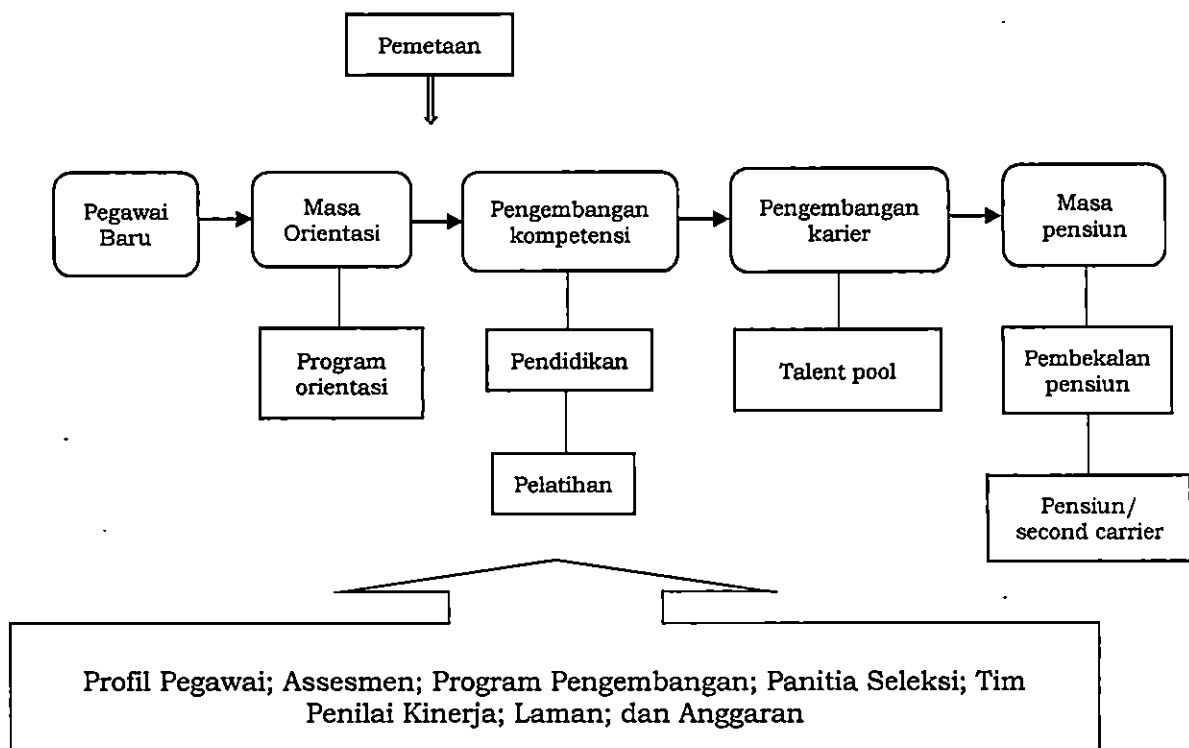 Pemetaan
Pegawai
Baru
Masa
Orientasi
Pengembangan
kompetensi
Pengembangan
karier
Masa
pensiun
Program
orientasi
Pendidikan
Talent pool
Pembekalan
pensiun
Pelatihan
Pensiun/
second carrier
Profil Pegawai; Assesmen; Program Pengembangan; Panitia Seleksi; Tim
Penilai Kinerja; Laman; dan Anggaran